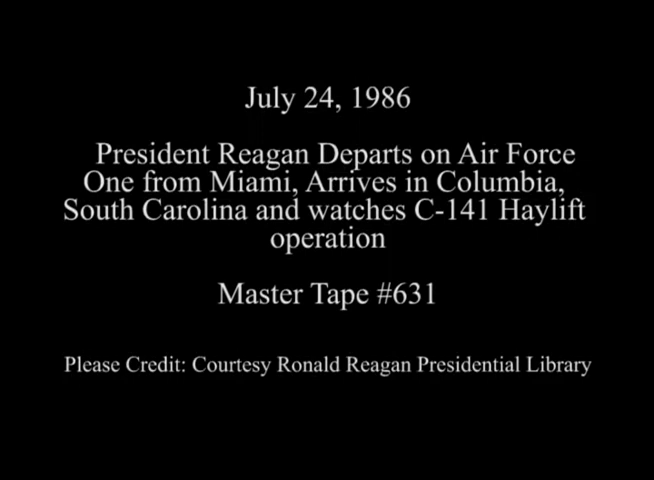 July 24, 1986
President Reagan Departs on Air Force
One from Miami, Arrives in Columbia,
South Carolina and watches C-141 Haylift
operation
Master Tape #631
Please Credit: Courtesy Ronald Reagan Presidential Library